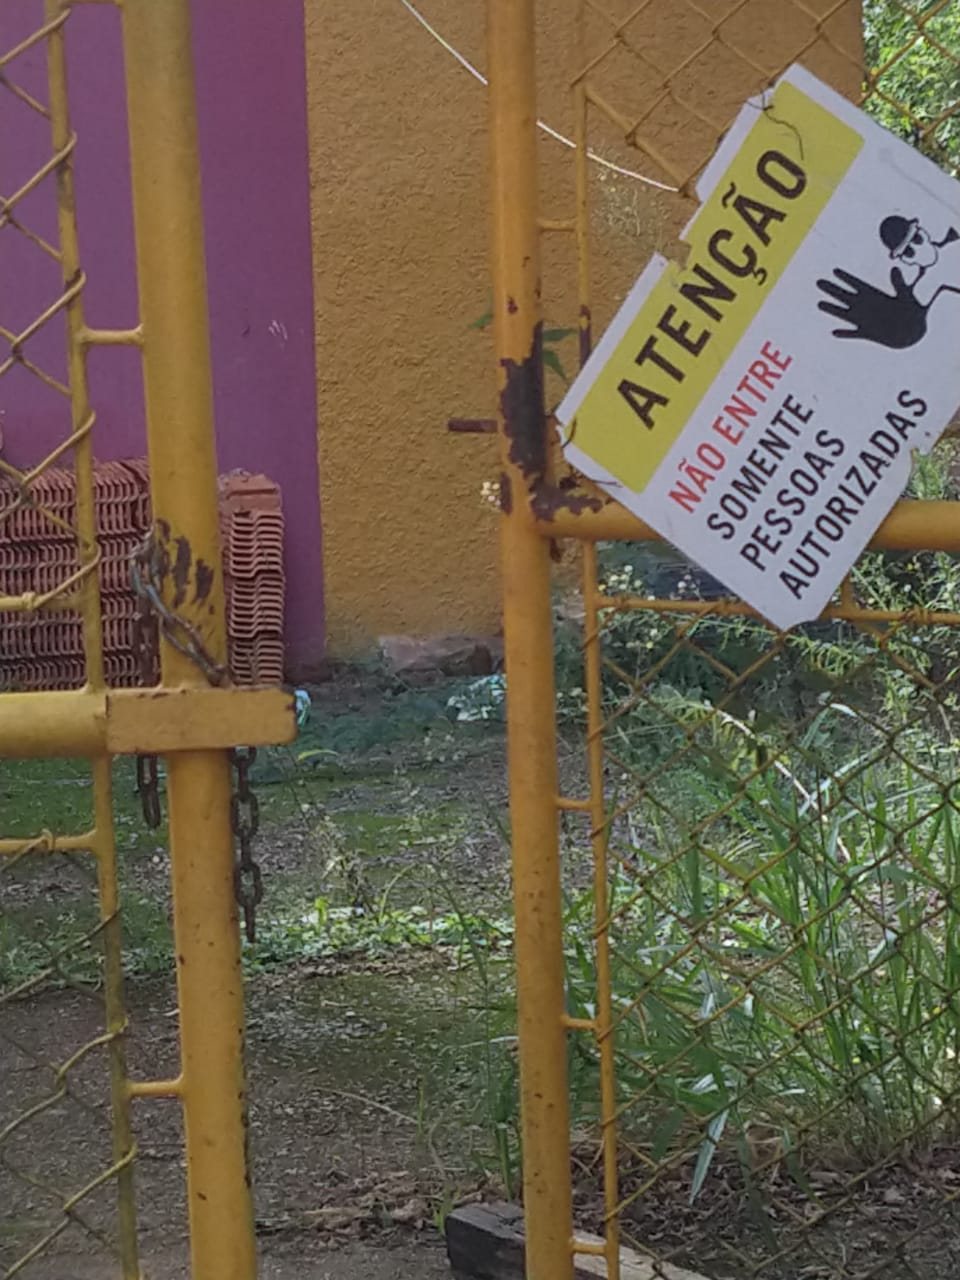 ATENÇÃO
NÃO ENTRE
SOMENTE
PESSOAS
AUTORIZADAS